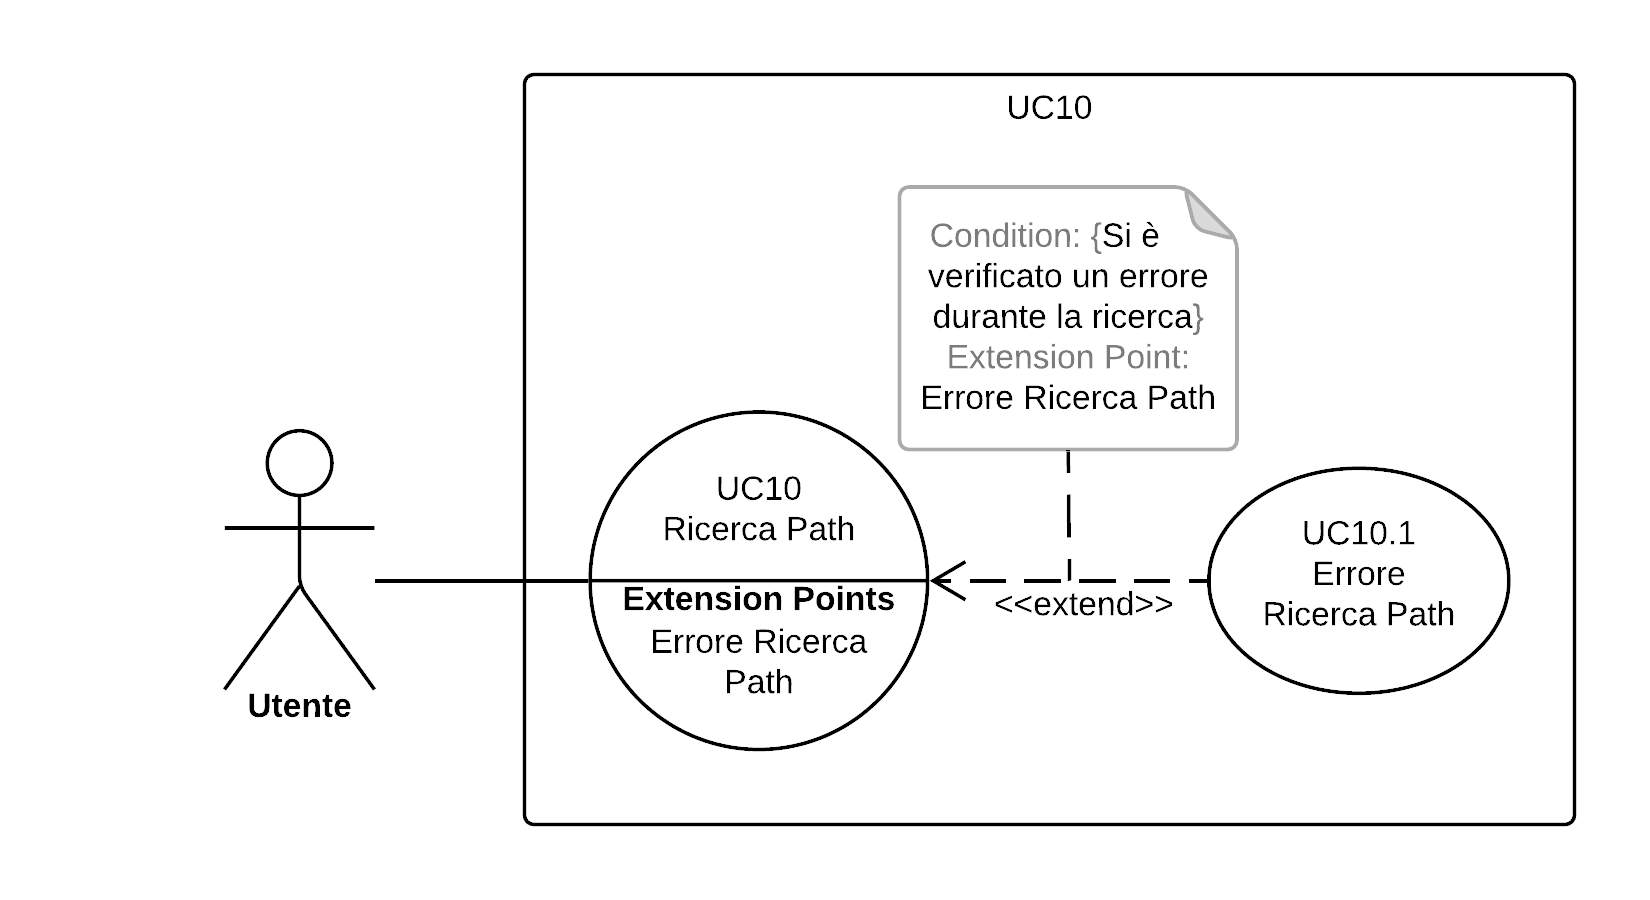 UC10
Condition: {Si è
verificato un errore
durante la ricerca}
Extension Point:
Errore Ricerca Path
UC10
Ricerca Path
Extension Points
Errore Ricerca
Path
<<extend>>
UC10.1
Errore
Ricerca Path
Utente